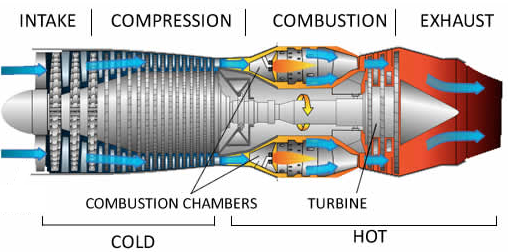 INTAKE COMPRESSION COMBUSTION EXHAUST
COMBUSTION CHAMBERS TURBINE
COLD HOT